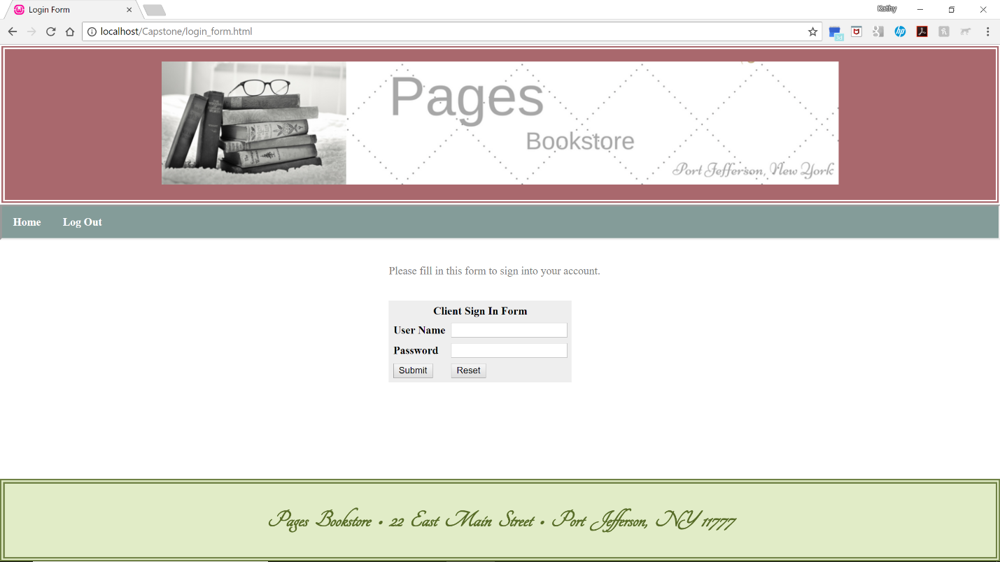 Login Form
Kathy
localhost/Capstone/login_form.html
Pages
Bookstore
Port Jefferson, New York
Home Log Out
Please fill in this form to sign into your account.
Client Sign In Form
User Name
Password
Submit Reset
Pages Bookstore • 22 East Main Street • Port Jefferson, NY 11777